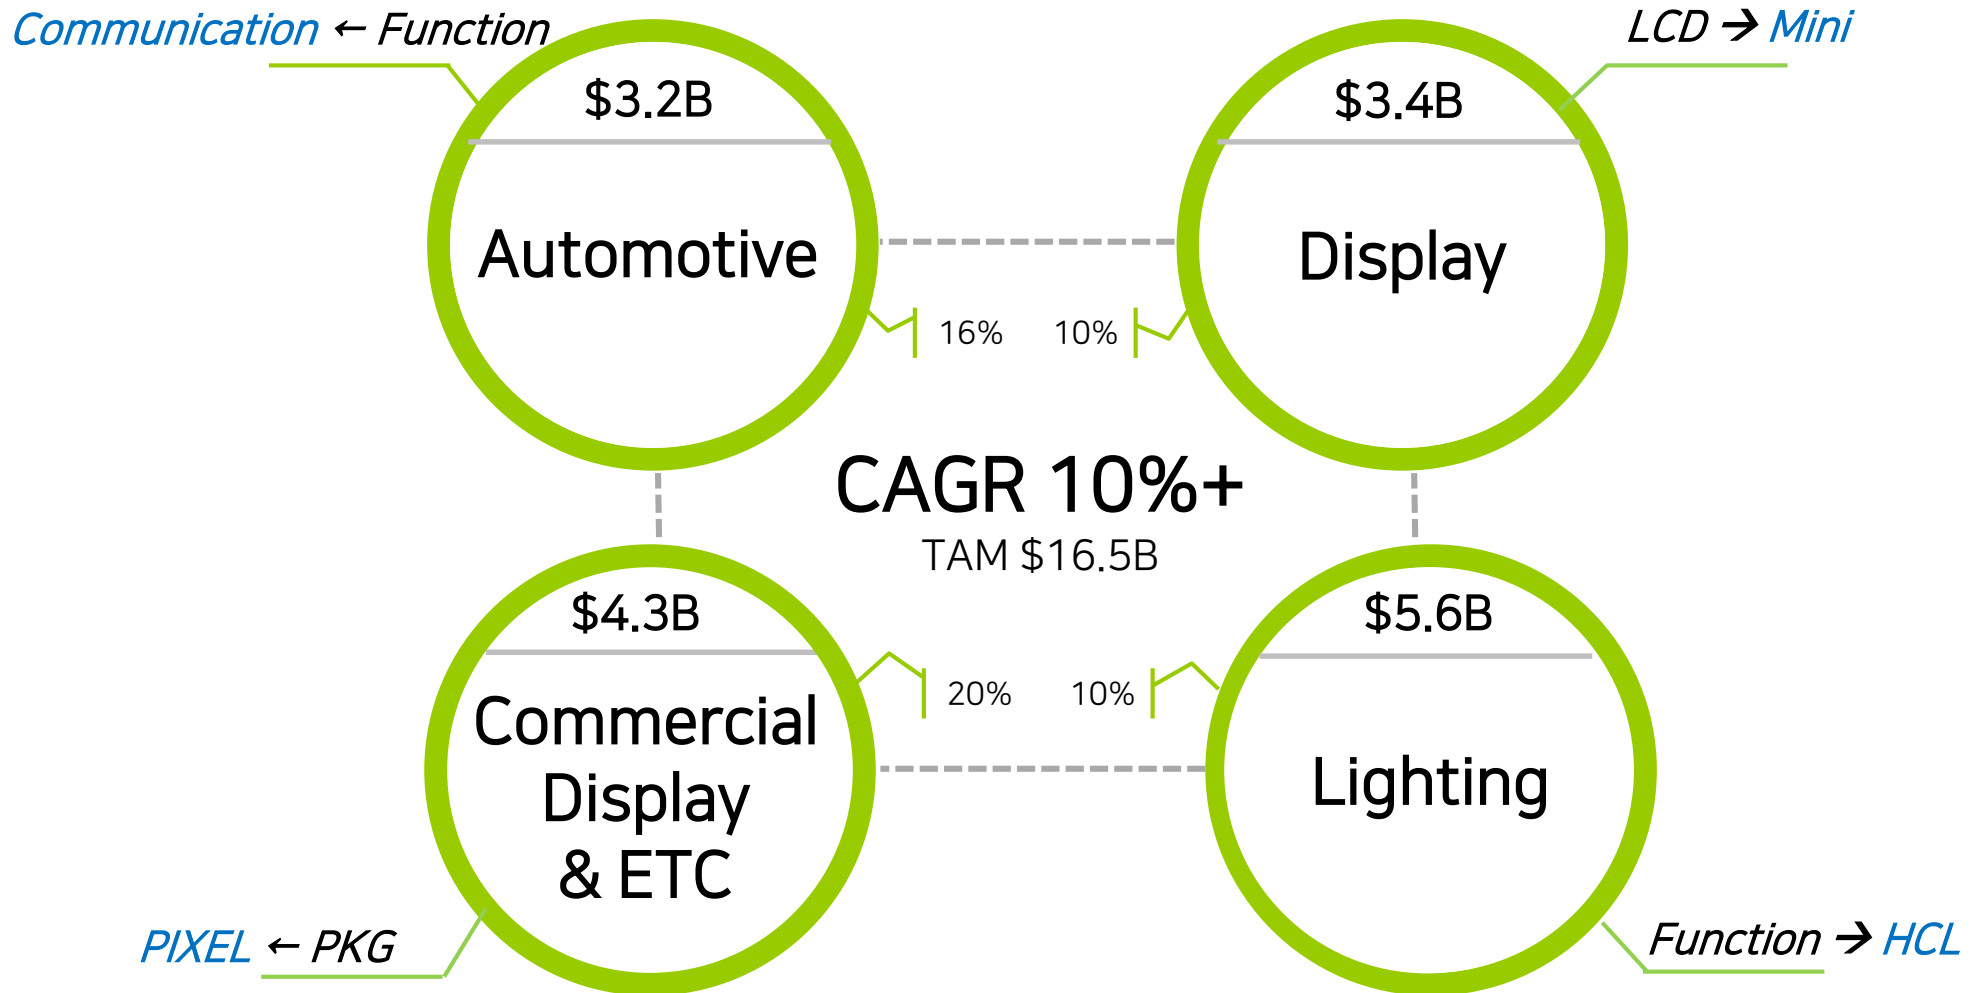 Communication ← Function
LCD → Mini
$3.2B
$3.4B
Automotive
Display
16%
10%
CAGR 10%+
TAM $16.5B
$4.3B
$5.6B
20%
10%
Commercial
Display
& ETC
Lighting
PIXEL ← PKG
Function → HCL